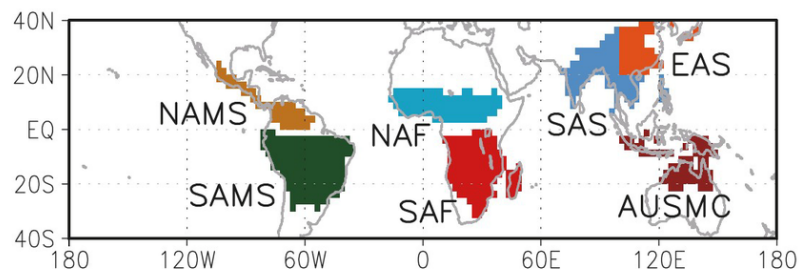 40N
20N
EQ
20S
40S
NAMS
SAMS
NAF
SAF
EAS
SAS
AUSMC
180
120W
60W
0
60E
120E
180